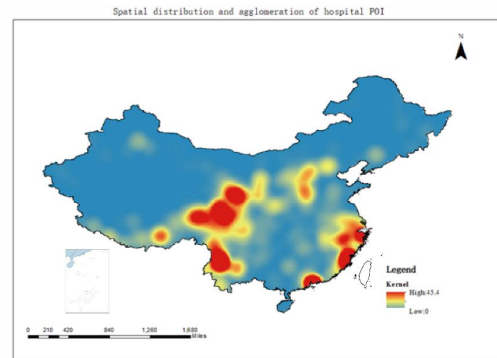 Spatial distribution and agglomeration of hospital POI
N
Legend
Kernel
High:45.4
Low:0
0 210 420 840 1,260 1,680
Miles